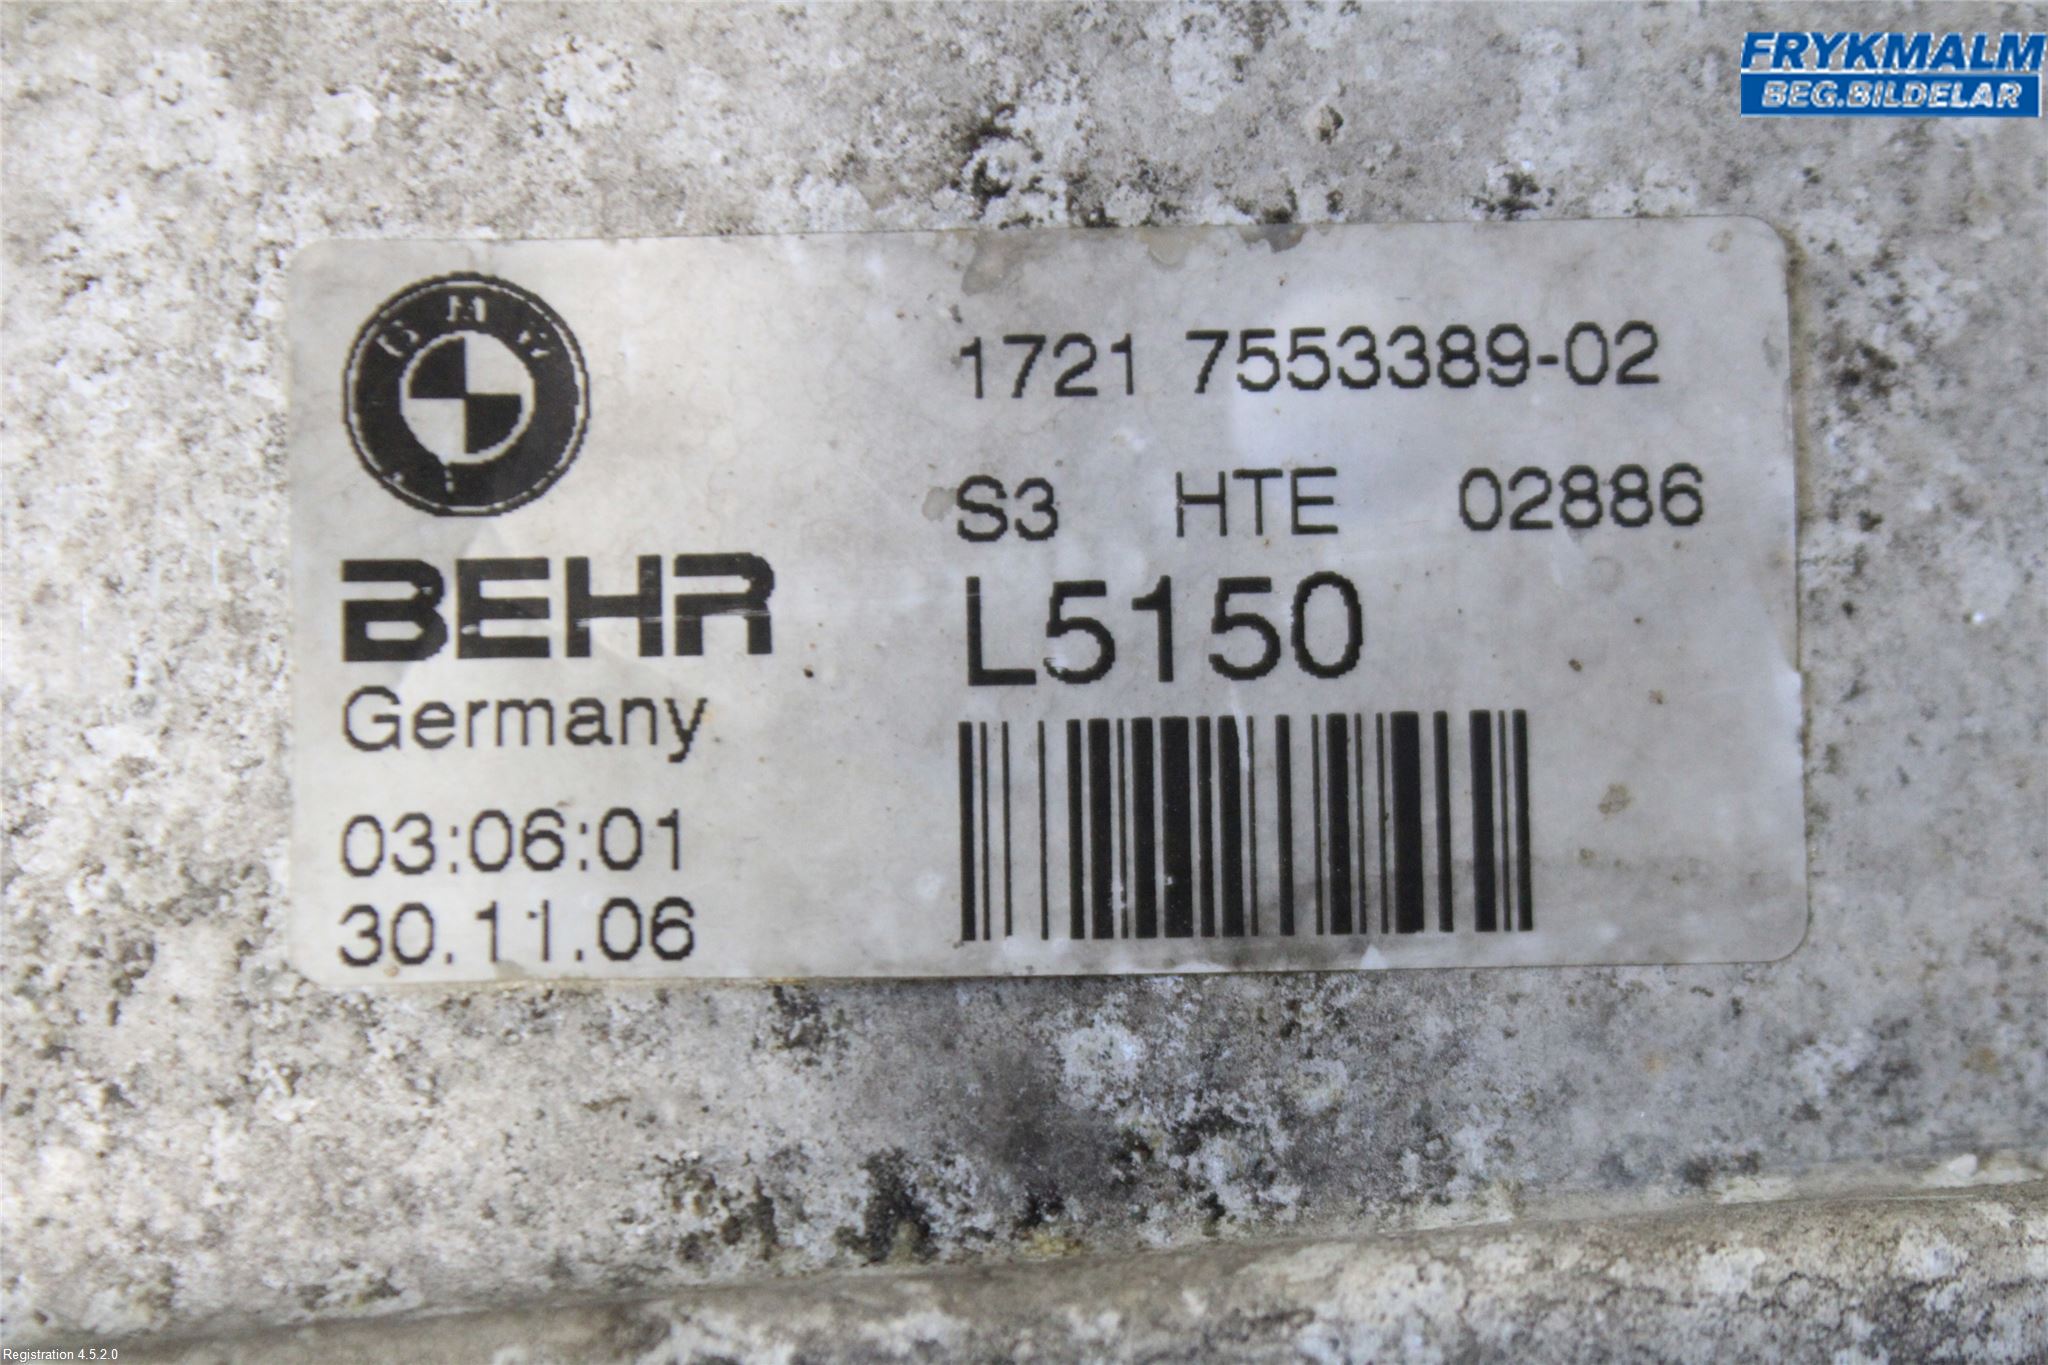 FRYKMALM
BEG.BILDELAR
BMW
1721 7553389-02
S3 HTE 02886
BEHR
L5150
Germany
03:06:01
30.11.06
Registration 4.5.2.0